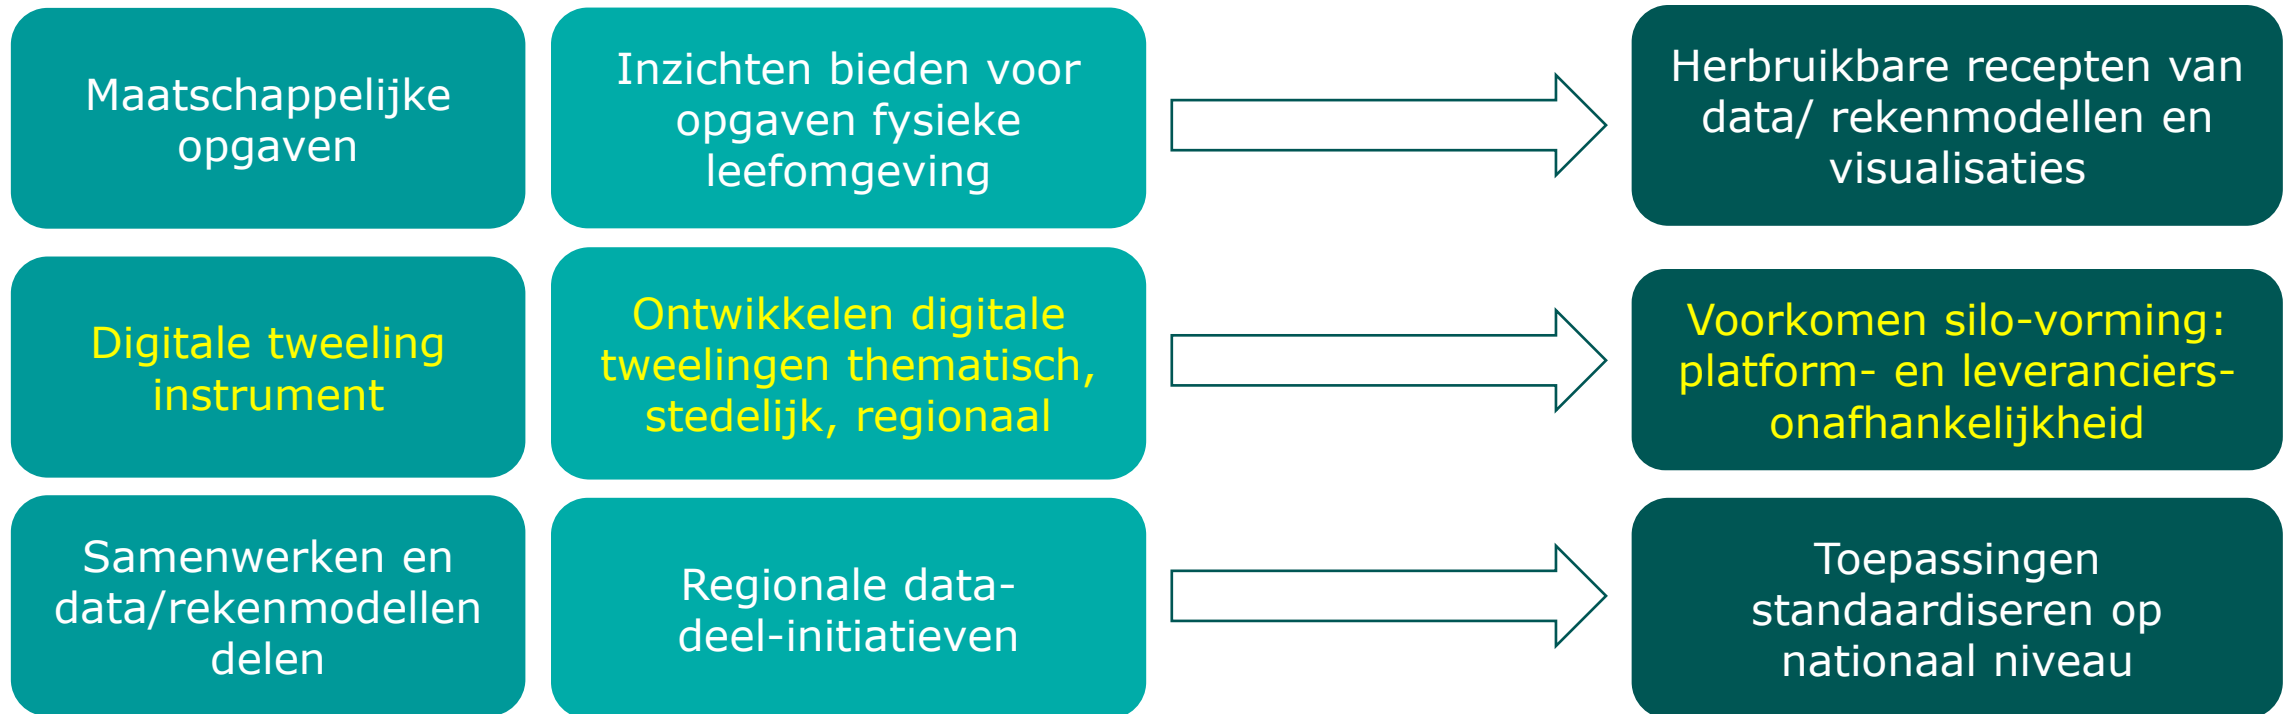 Maatschappelijke
opgaven
Inzichten bieden voor
opgaven fysieke
leefomgeving
Herbruikbare recepten van
data/ rekenmodellen en
visualisaties
Digitale tweeling
instrument
Ontwikkelen digitale
tweelingen thematisch,
stedelijk, regionaal
Voorkomen silo-vorming:
platform- en leveranciers-
onafhankelijkheid
Samenwerken en
data/rekenmodellen
delen
Regionale data-
deel-initiatieven
Toepassingen
standaardiseren op
nationaal niveau